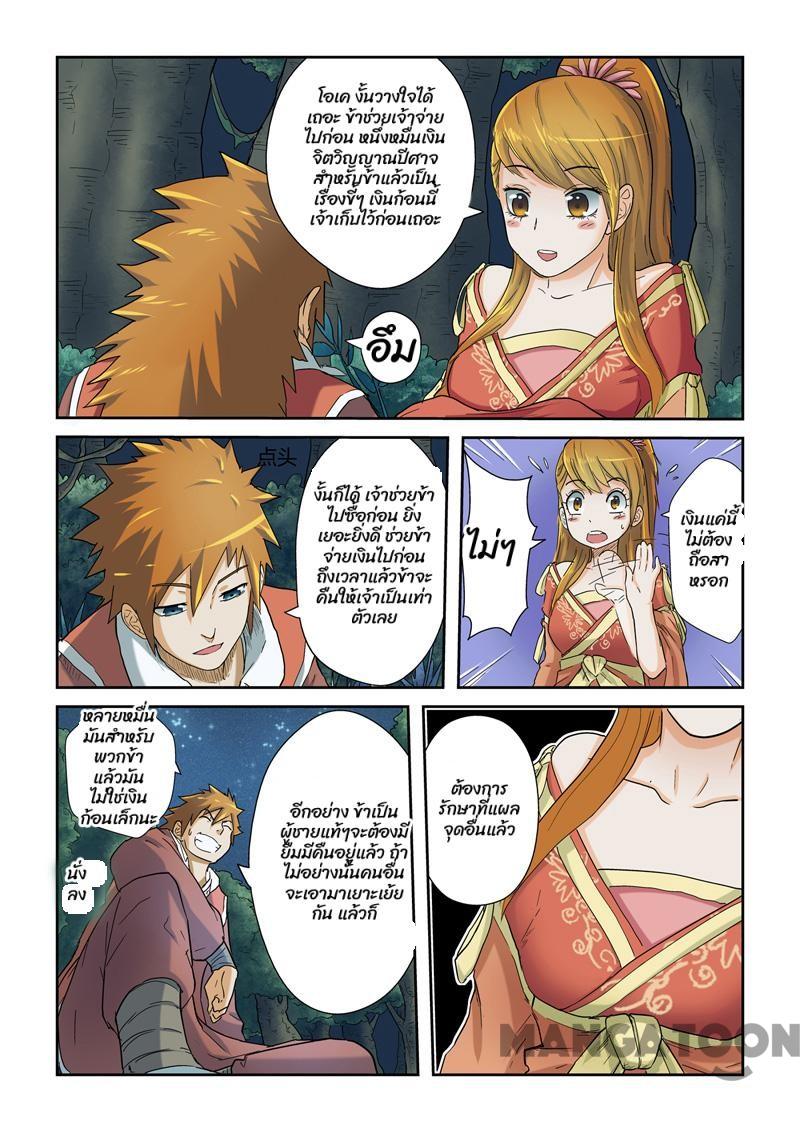 โอเค งั้นวางใจได้
เถอะ ข้าช่วยเจ้าจ่าย
ไปก่อน หนึ่งหมื่นเงิน
จิตวิญญาณปีศาจ
สำหรับข้าแล้วเป็น
เรื่องขี้ๆ เงินก้อนนี้
เจ้าเก็บไว้ก่อนเถอะ
อืม
点头
งั้นก็ได้ เจ้าช่วยข้า
ไปซื้อก่อน ยิ่ง
เยอะยิ่งดี ช่วยข้า
จ่ายเงินไปก่อน
ถึงเวลาแล้วข้าจะ
คืนให้เจ้าเป็นเท่า
ตัวเลย
ไม่ๆ
เงินแค่นี้
ไม่ต้อง
ถือสา
หรอก
หลายหมื่น
มันสำหรับ
พวกข้า
แล้วมัน
ไม่ใช่เงิน
ก้อนเล็กนะ
นั่ง
ลง
อีกอย่าง ข้าเป็น
ผู้ชายแท้ๆจะต้องมี
ยืมมีคืนอยู่แล้ว ถ้า
ไม่อย่างนั้นคนอื่น
จะเอามาเยาะเย้ย
กัน แล้วก็
ต้องการ
รักษาที่แผล
จุดอื่นแล้ว
MANGATOON